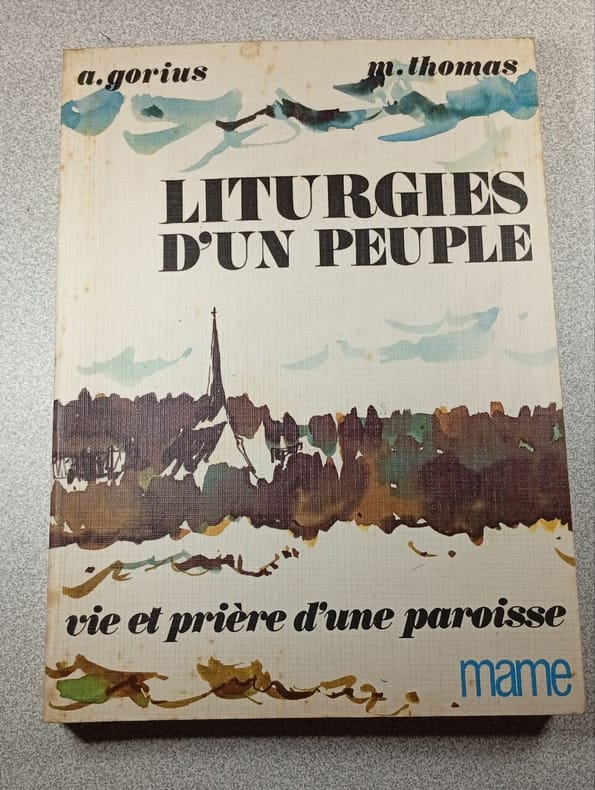 a.gorius m.thomas
LITURGIES
D'UN PEUPLE
vie et prière d'une paroisse
mame